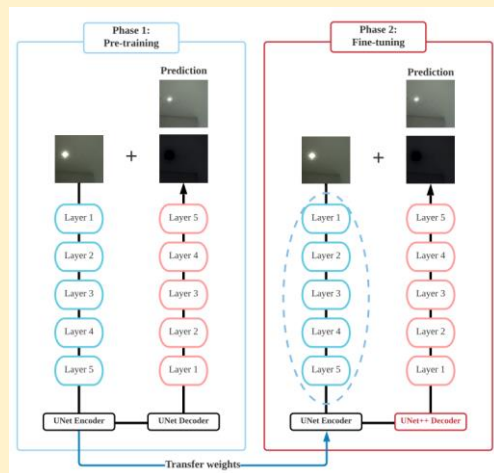 Phase 1:
Pre-training
Prediction
+
Layer 1
Layer 2
Layer 3
Layer 4
Layer 5
Layer 5
Layer 4
Layer 3
Layer 2
Layer 1
UNet Encoder
UNet Decoder
Phase 2:
Fine-tuning
Prediction
+
Layer 1
Layer 2
Layer 3
Layer 4
Layer 5
Layer 5
Layer 4
Layer 3
Layer 2
Layer 1
UNet Encoder
UNet++ Decoder
Transfer weights